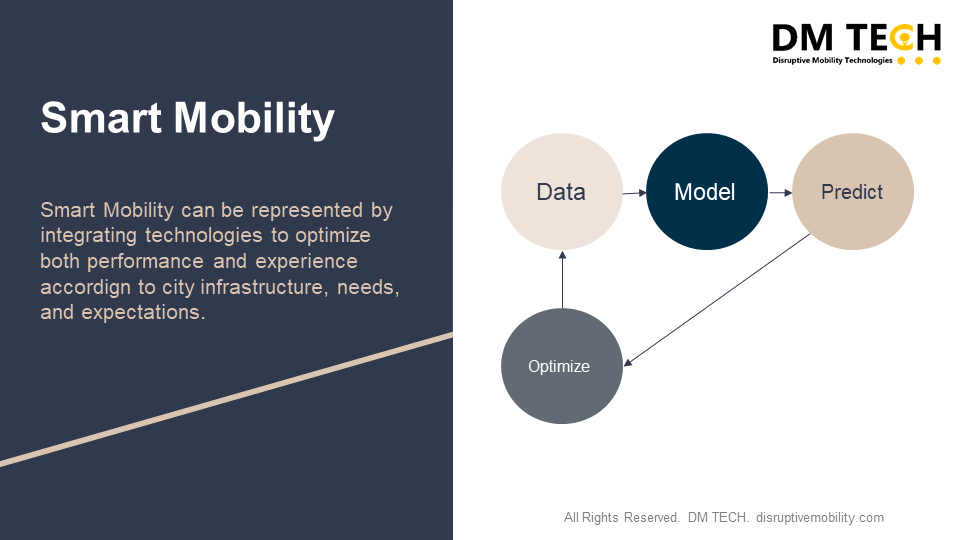 DM TECH
Disruptive Mobility Technologies
Smart Mobility
Smart Mobility can be represented by
integrating technologies to optimize
both performance and experience
accordign to city infrastructure, needs,
and expectations.
Data
Model
Predict
Optimize
All Rights Reserved. DM TECH. disruptivemobility.com